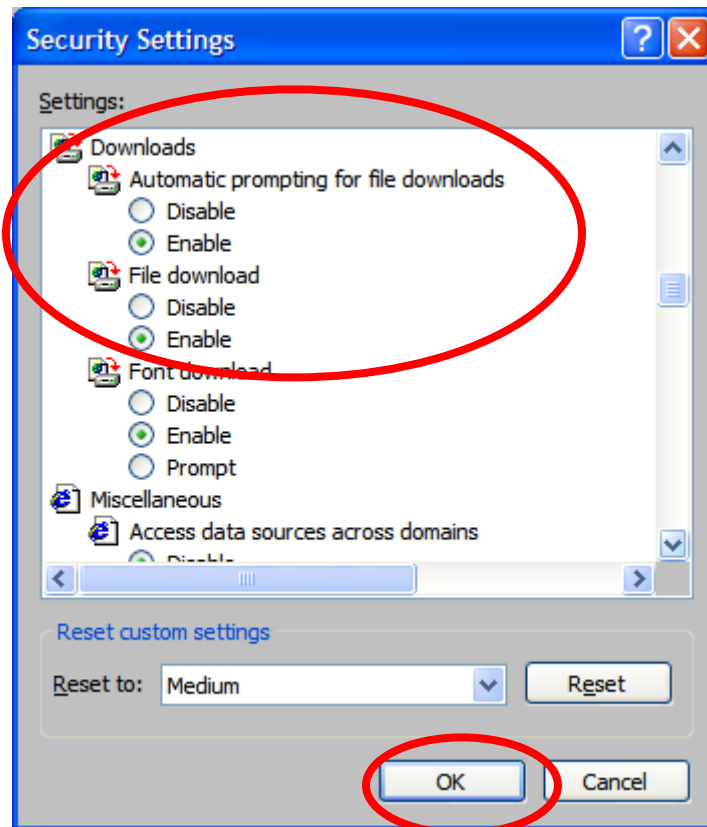 Security Settings
Settings:
Downloads
Automatic prompting for file downloads
Disable
Enable
File download
Disable
Enable
Font download
Disable
Enable
Prompt
Miscellaneous
Access data sources across domains
Disable
Reset custom settings
Reset to: Medium Reset
OK Cancel